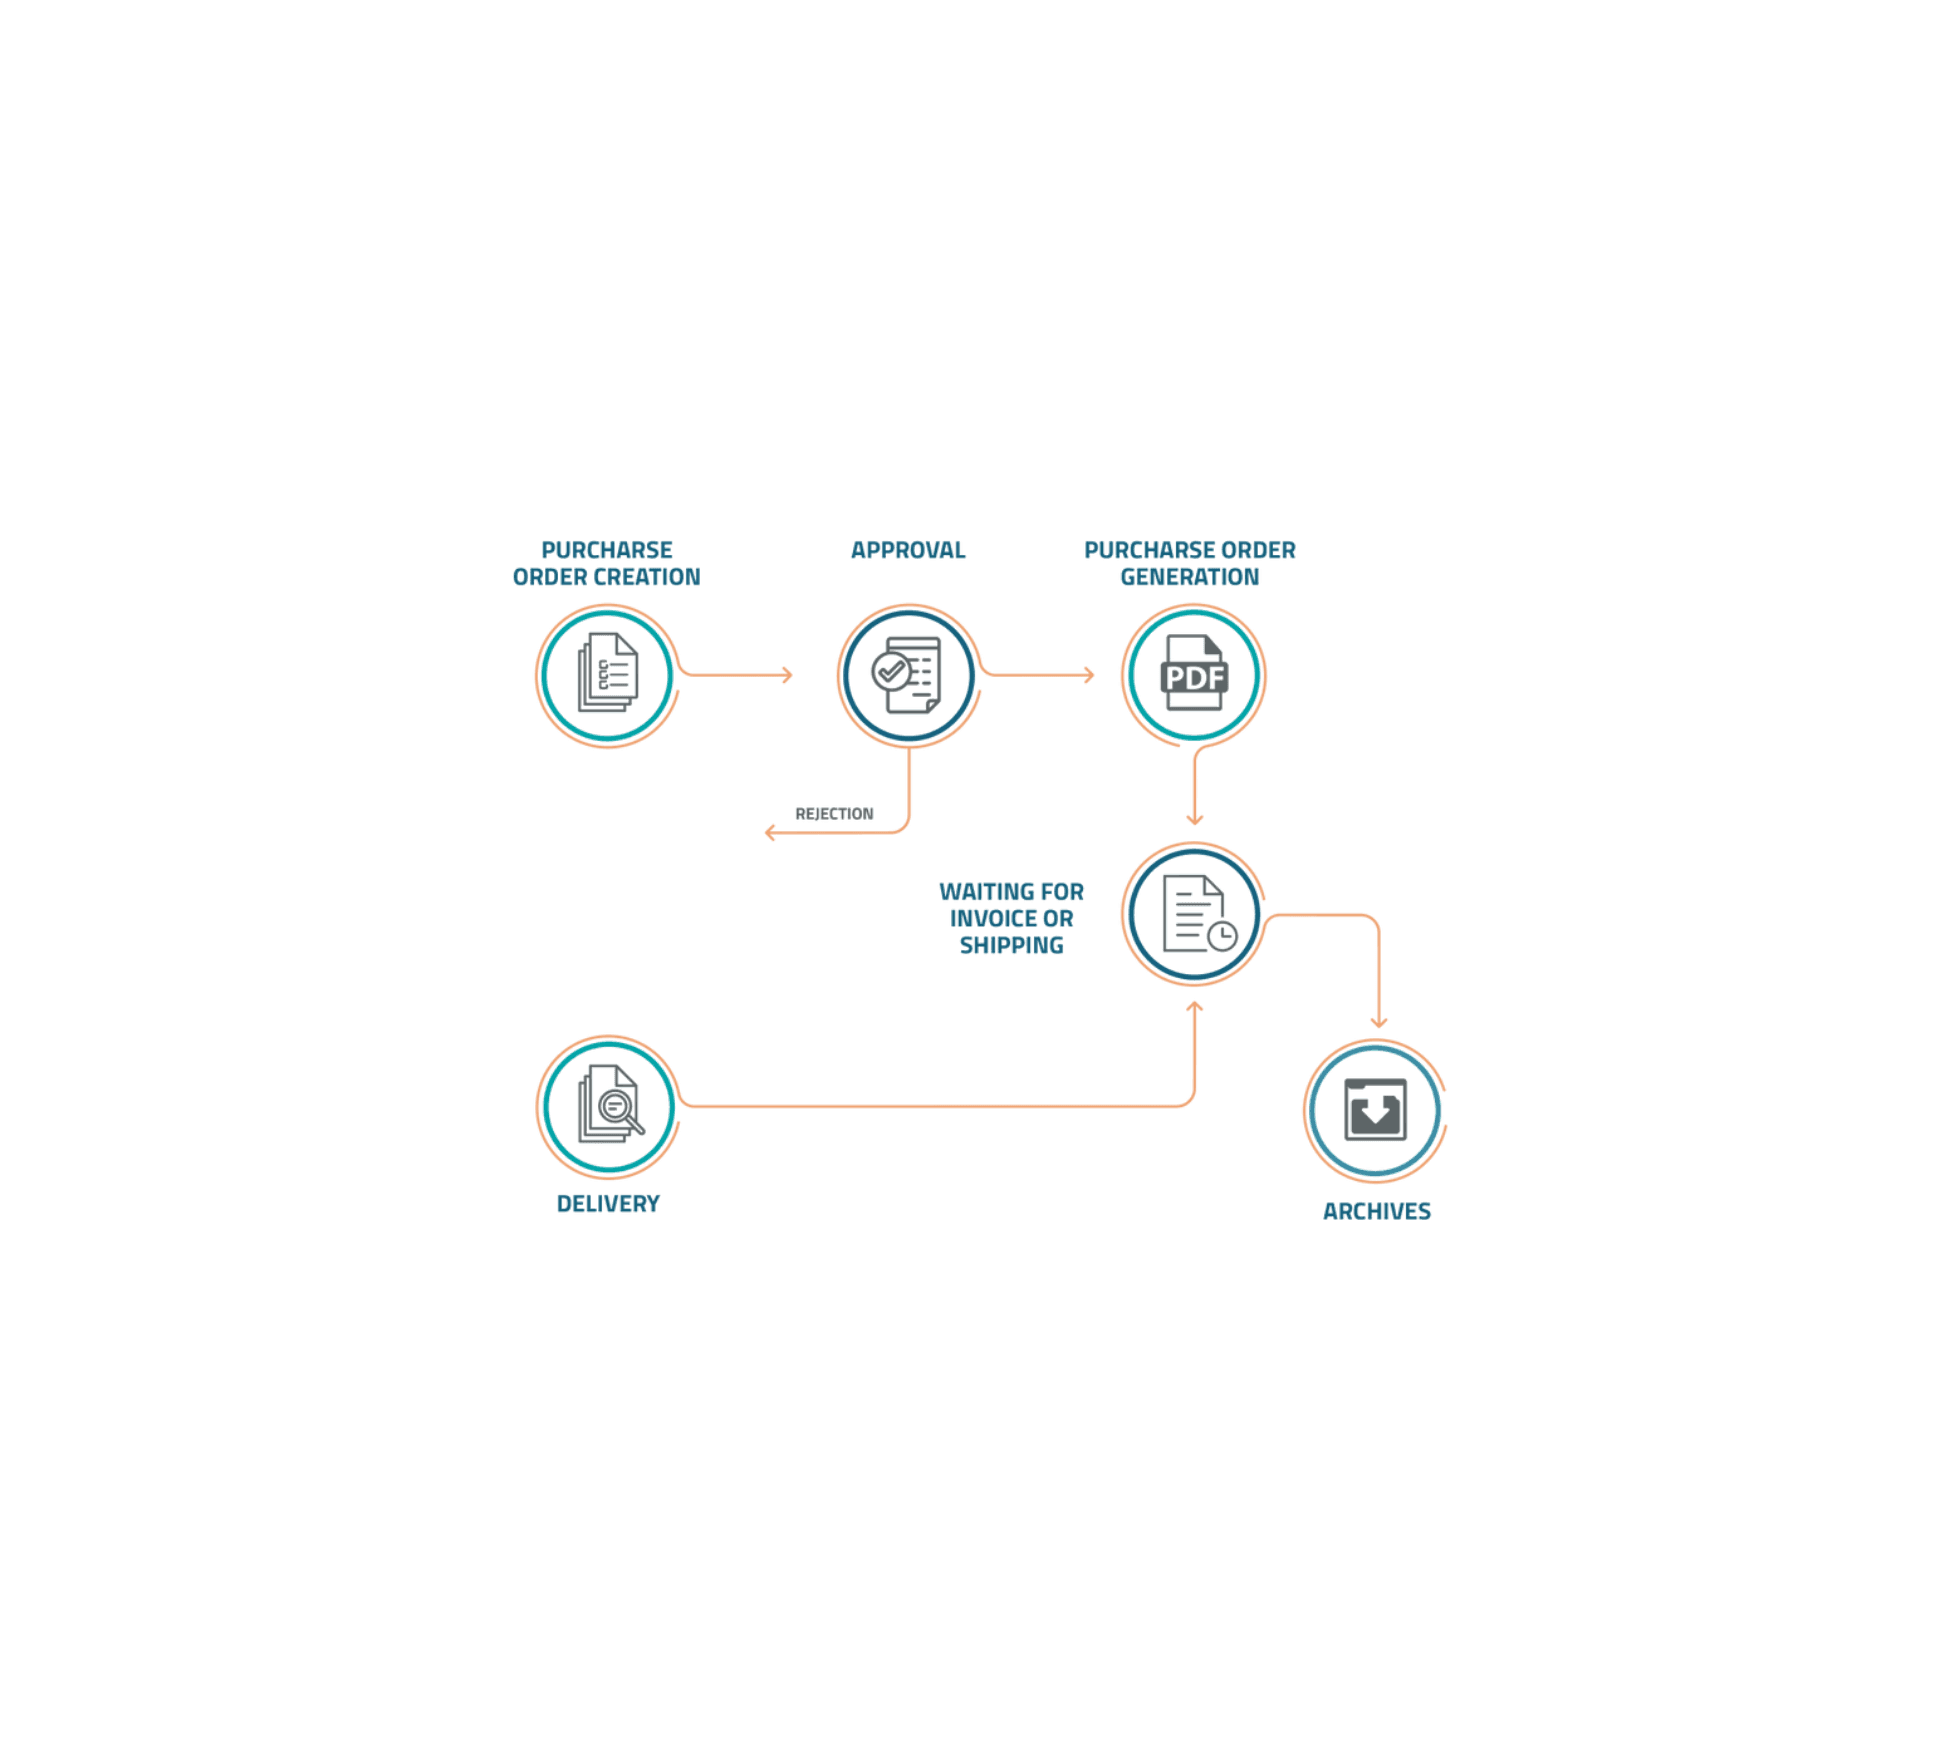 PURCHARSE
ORDER CREATION
APPROVAL
PURCHARSE ORDER
GENERATION
PDF
REJECTION
WAITING FOR
INVOICE OR
SHIPPING
DELIVERY
ARCHIVES